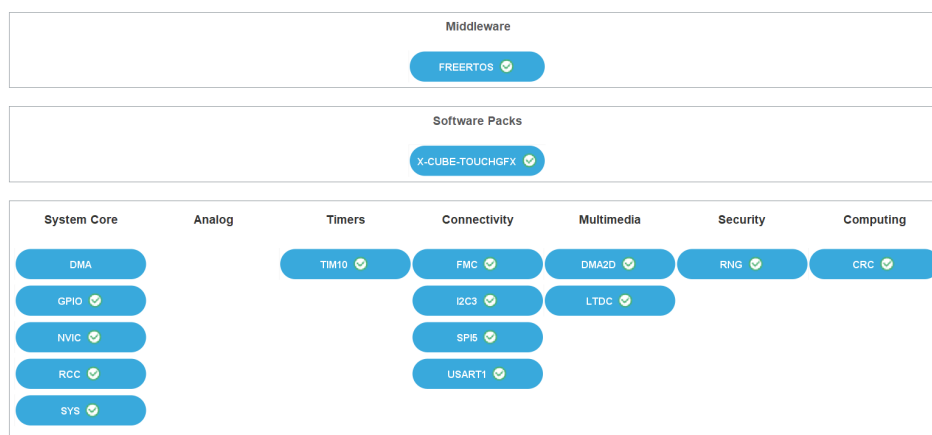 Middleware
FREERTOS
Software Packs
X-CUBE-TOUCHGFX
System Core Analog Timers Connectivity Multimedia Security Computing
DMA TIM10 FMC DMA2D RNG CRC
GPIO I2C3 LTDC
NVIC SPI5
RCC USART1
SYS